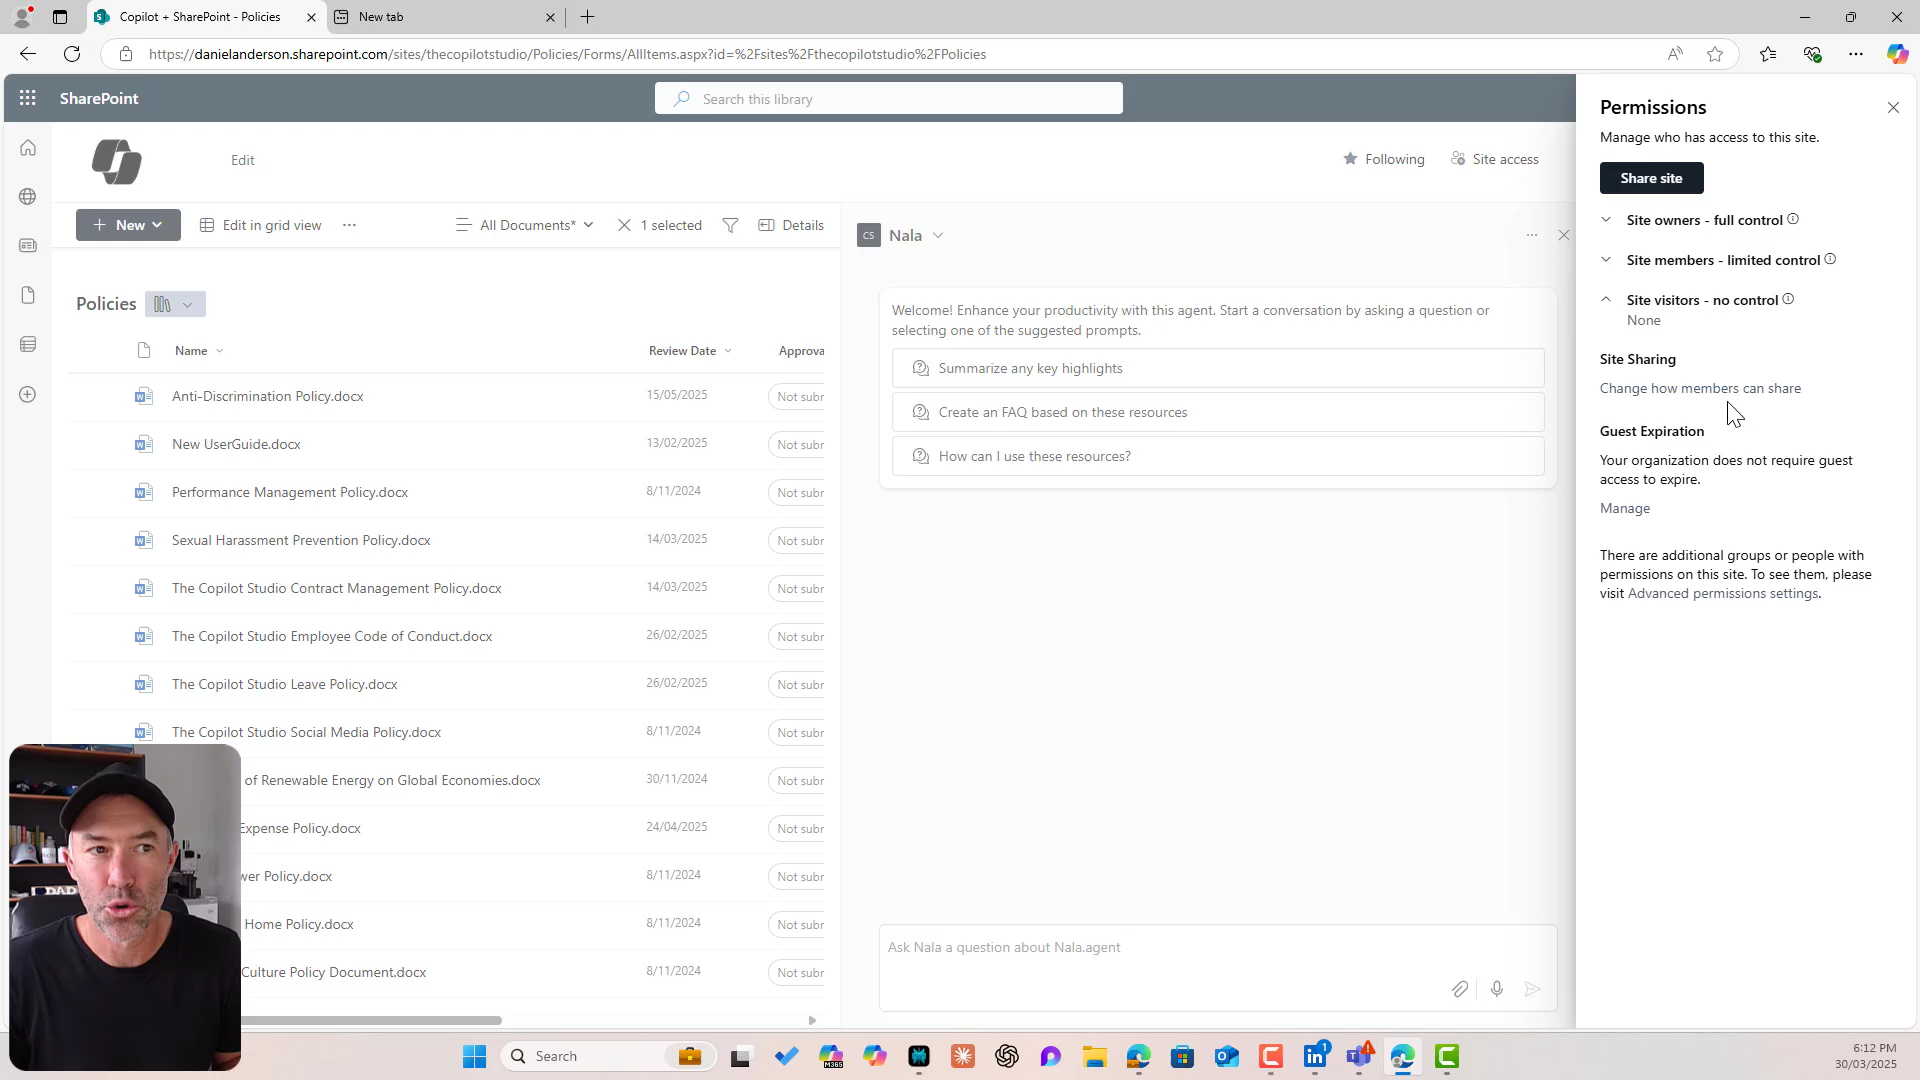 Copilot + SharePoint - Policies
New tab
https://danielanderson.sharepoint.com/sites/thecopilotstudio/Policies/Forms/AllItems.aspx?id=%2Fsites%2Fthecopilotstudio%2FPolicies
SharePoint
Search this library
Edit
Following
Site access
New
Edit in grid view
All Documents*
1 selected
Details
Policies
Name
Review Date
Approva
Anti-Discrimination Policy.docx
15/05/2025
Not subr
New UserGuide.docx
13/02/2025
Not subr
Performance Management Policy.docx
8/11/2024
Not subr
Sexual Harassment Prevention Policy.docx
14/03/2025
Not subr
The Copilot Studio Contract Management Policy.docx
14/03/2025
Not subr
The Copilot Studio Employee Code of Conduct.docx
26/02/2025
Not subr
The Copilot Studio Leave Policy.docx
26/02/2025
Not subr
The Copilot Studio Social Media Policy.docx
8/11/2024
Not subr
of Renewable Energy on Global Economies.docx
30/11/2024
Not subr
Expense Policy.docx
24/04/2025
Not subr
wer Policy.docx
8/11/2024
Not subr
Home Policy.docx
8/11/2024
Not subr
Culture Policy Document.docx
8/11/2024
Not subr
CS
Nala
Welcome! Enhance your productivity with this agent. Start a conversation by asking a question or
selecting one of the suggested prompts.
Summarize any key highlights
Create an FAQ based on these resources
How can I use these resources?
Ask Nala a question about Nala.agent
Permissions
Manage who has access to this site.
Share site
Site owners - full control
Site members - limited control
Site visitors - no control
None
Site Sharing
Change how members can share
Guest Expiration
Your organization does not require guest
access to expire.
Manage
There are additional groups or people with
permissions on this site. To see them, please
visit Advanced permissions settings.
DAD
Search
M365
1
6:12 PM
30/03/2025